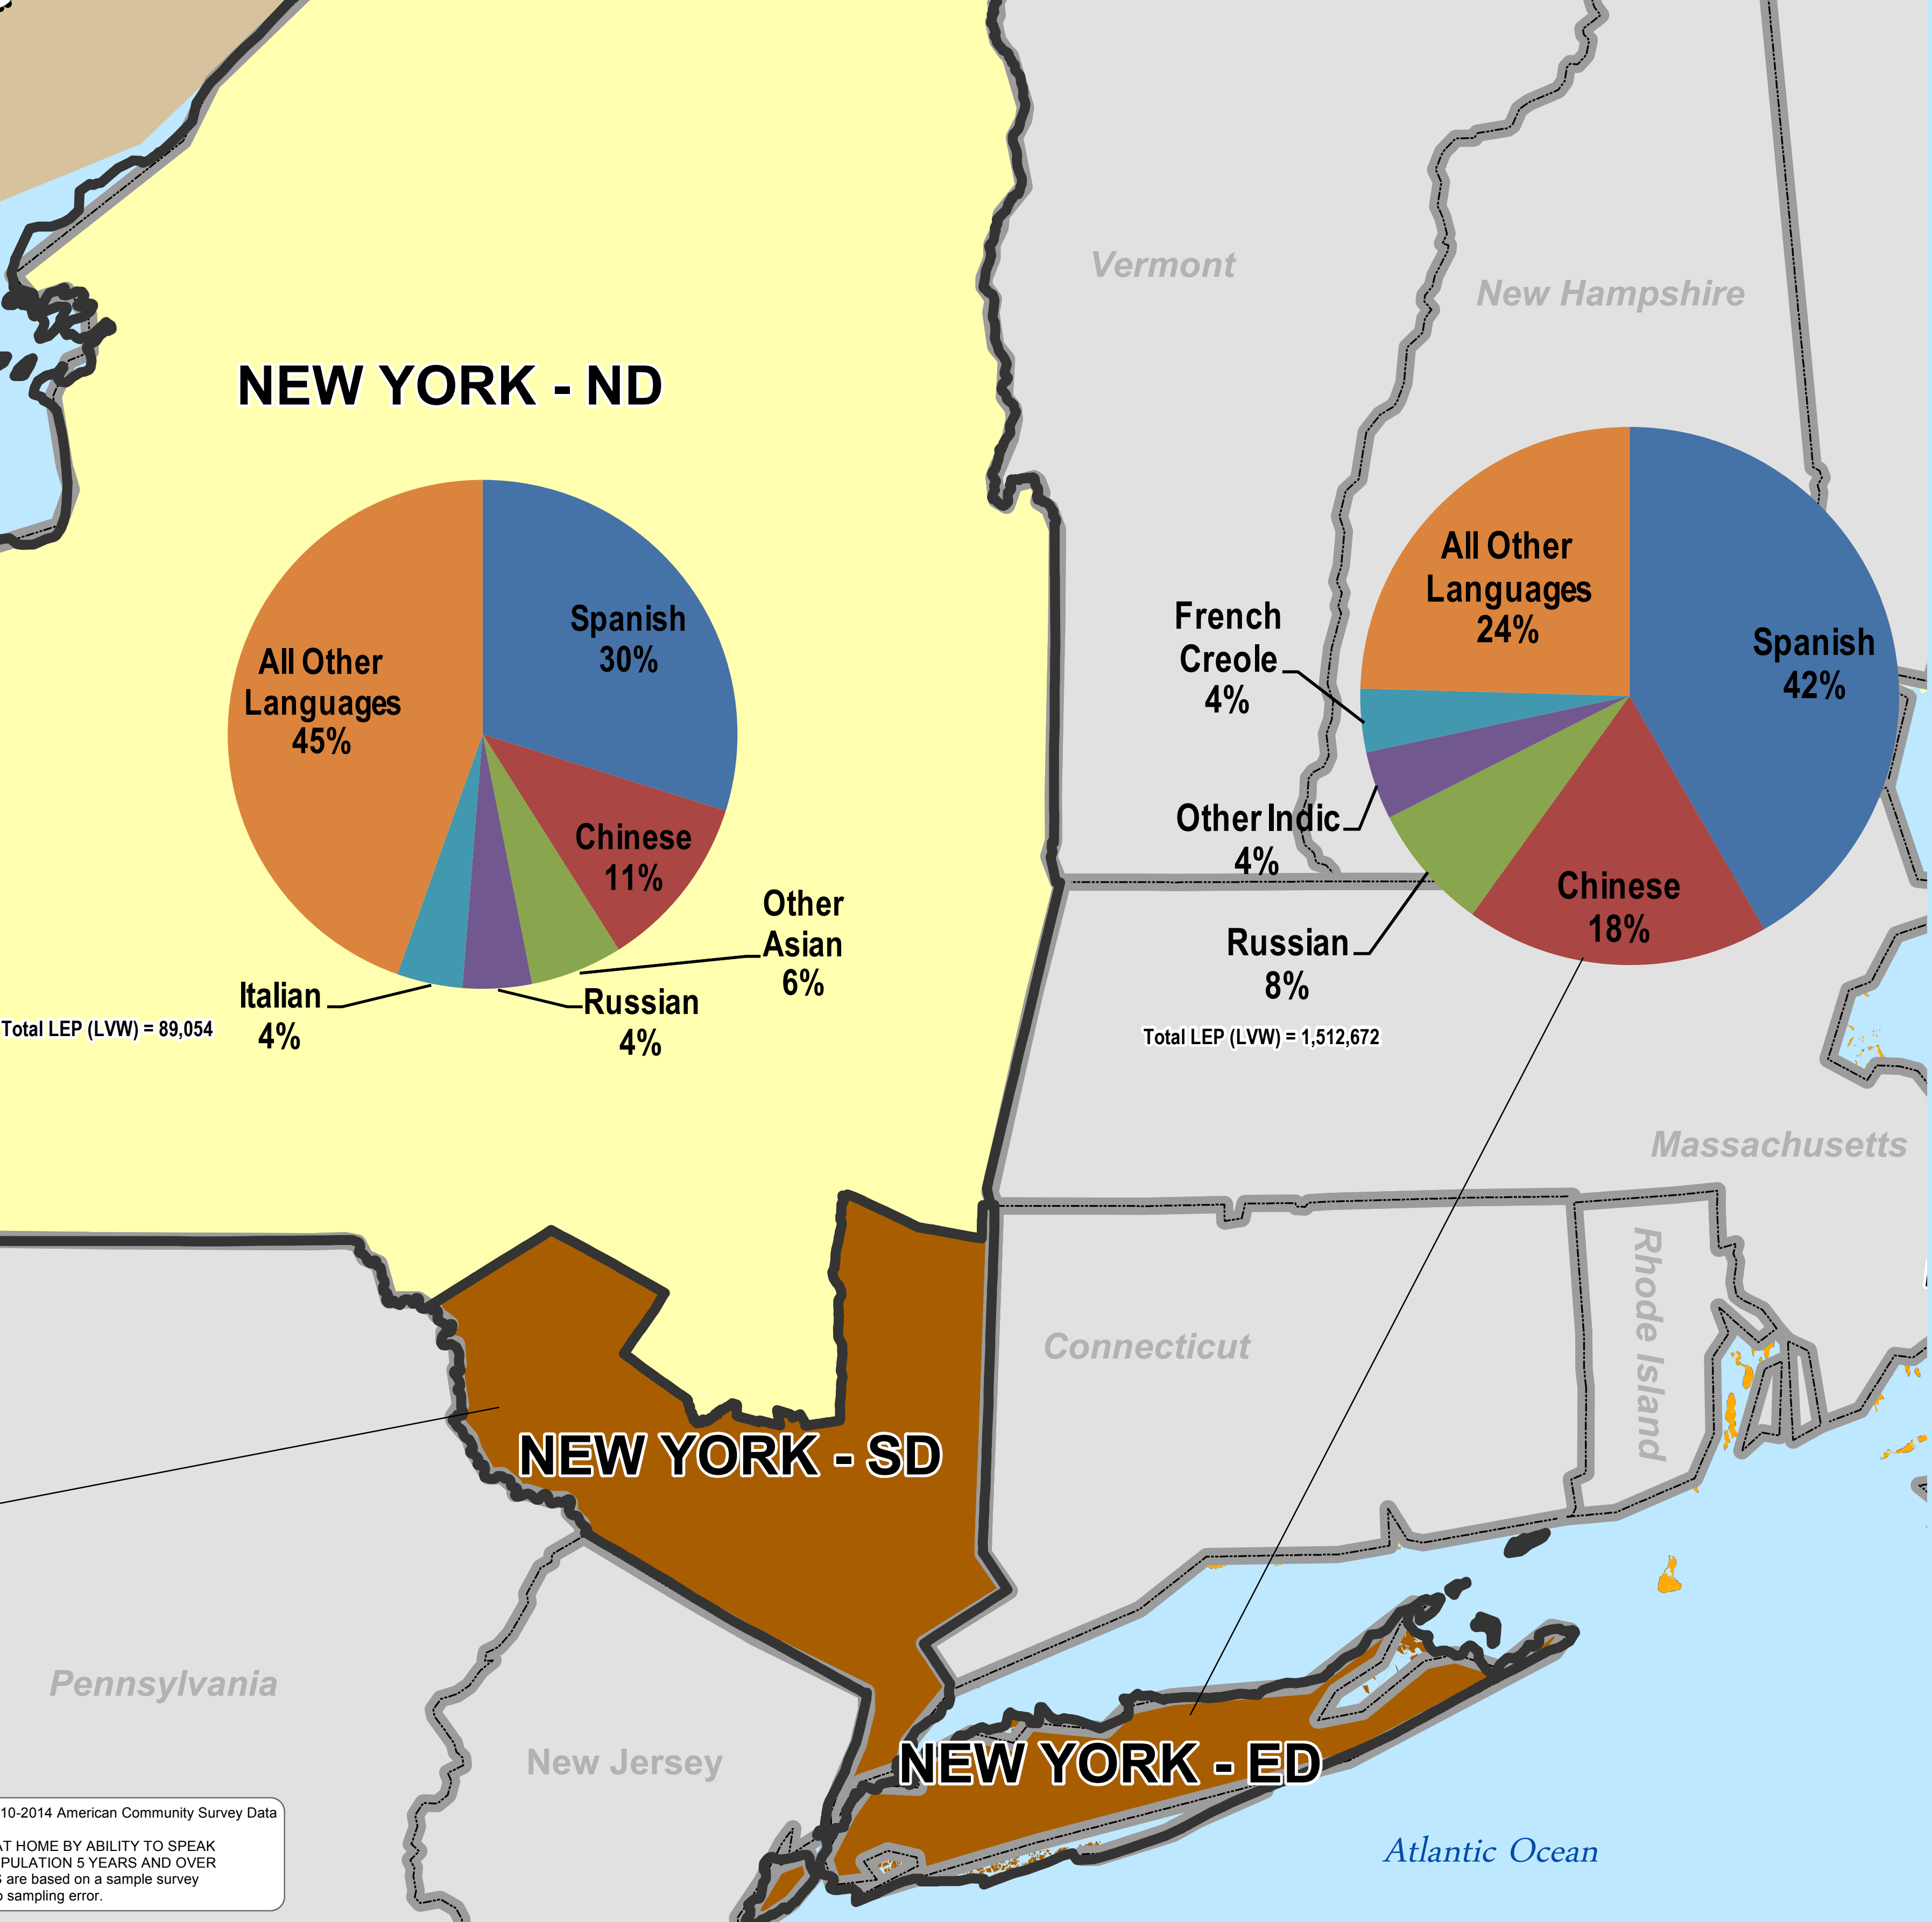 Vermont
New Hampshire
NEW YORK - ND
Spanish
30%
Chinese
11%
Other
Asian
6%
Russian
4%
Italian
4%
All Other
Languages
45%
Total LEP (LVW) = 89,054
All Other
Languages
24%
Spanish
42%
Chinese
18%
Russian
8%
Other Indic
4%
French
Creole
4%
Total LEP (LVW) = 1,512,672
Massachusetts
Rhode Island
Connecticut
NEW YORK - SD
Pennsylvania
New Jersey
NEW YORK - ED
Atlantic Ocean
10-2014 American Community Survey Data
AT HOME BY ABILITY TO SPEAK
PULATION 5 YEARS AND OVER
are based on a sample survey
sampling error.